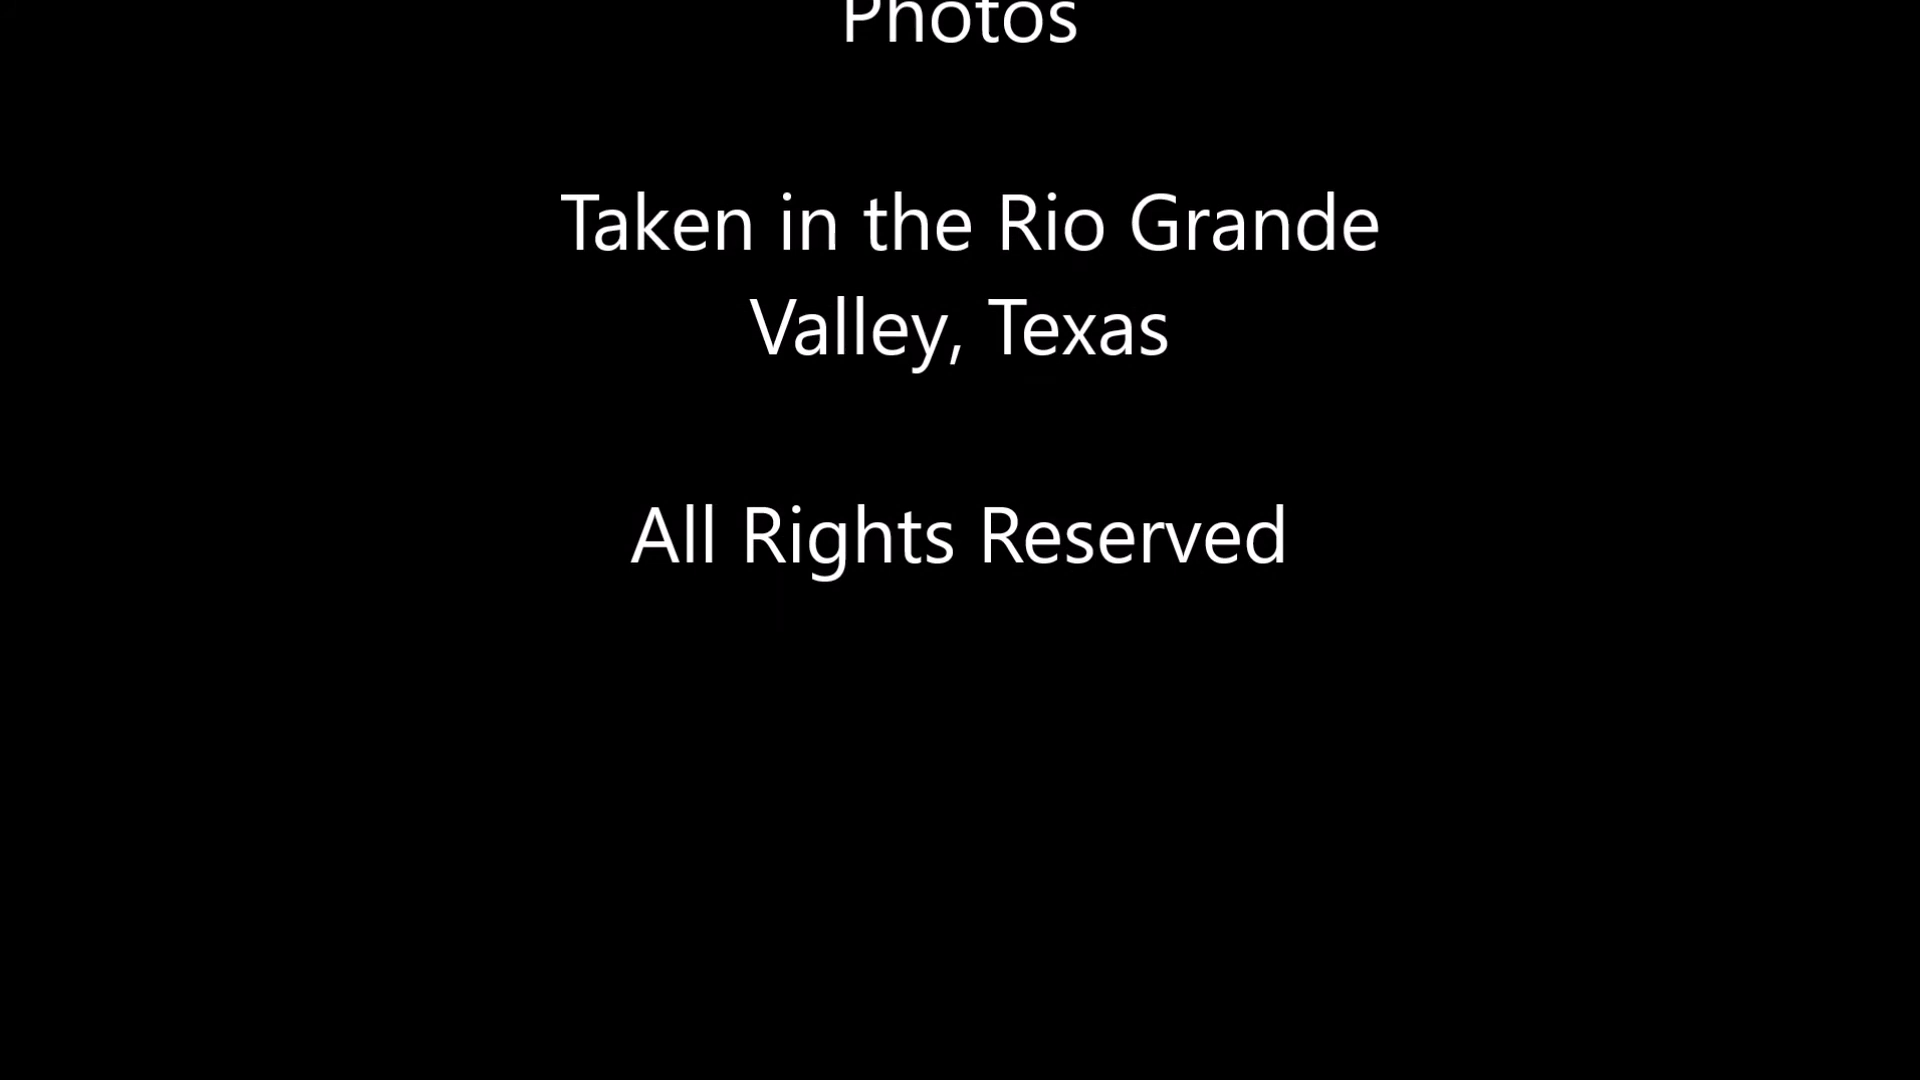 Photos
Taken in the Rio Grande
Valley, Texas
All Rights Reserved